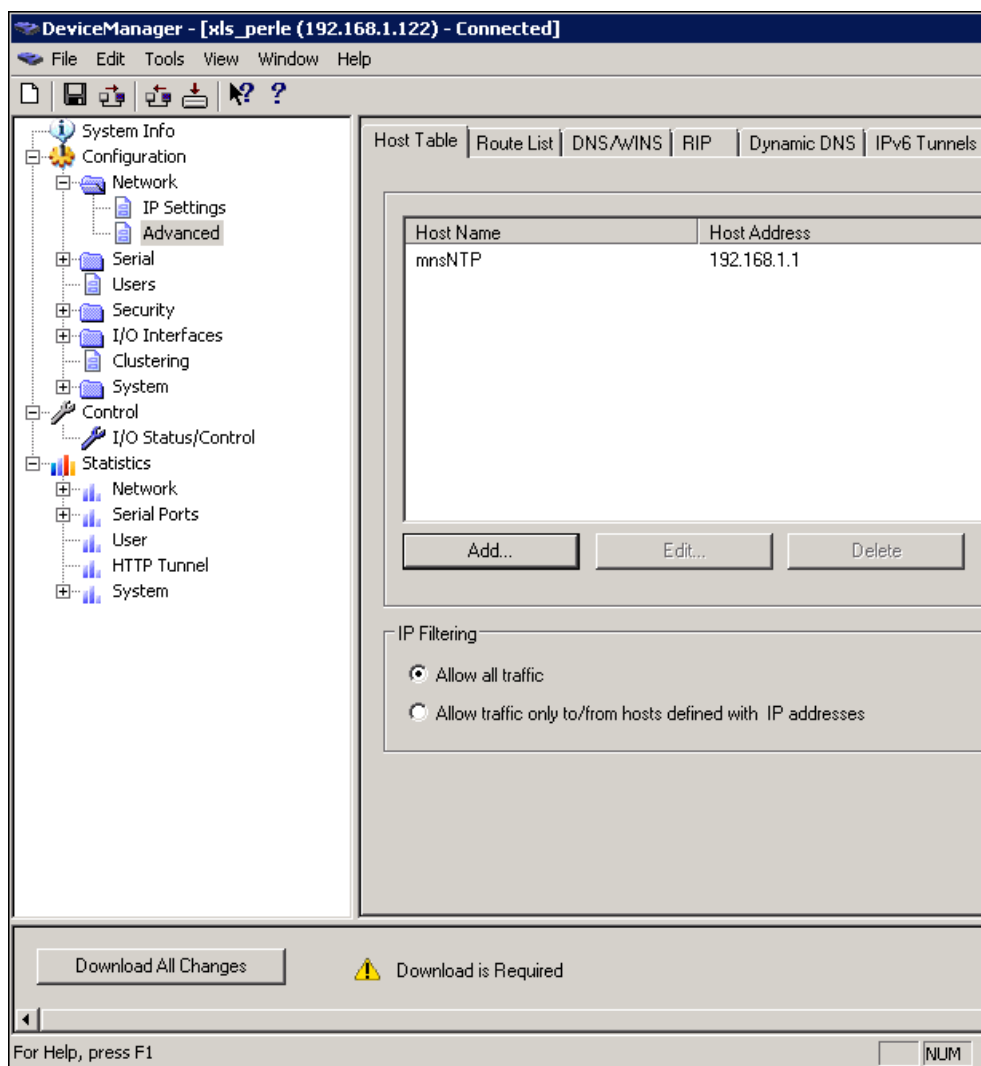 DeviceManager - [xls_perle (192.168.1.122) - Connected]
File Edit Tools View Window Help
System Info
Configuration
Network
IP Settings
Advanced
Serial
Users
Security
I/O Interfaces
Clustering
System
Control
I/O Status/Control
Statistics
Network
Serial Ports
User
HTTP Tunnel
System
Host Table Route List DNS/WINS RIP Dynamic DNS IPv6 Tunnels
Host Name Host Address
mnsNTP 192.168.1.1
Add... Edit... Delete
IP Filtering
Allow all traffic
Allow traffic only to/from hosts defined with IP addresses
Download All Changes Download is Required
For Help, press F1 NUM